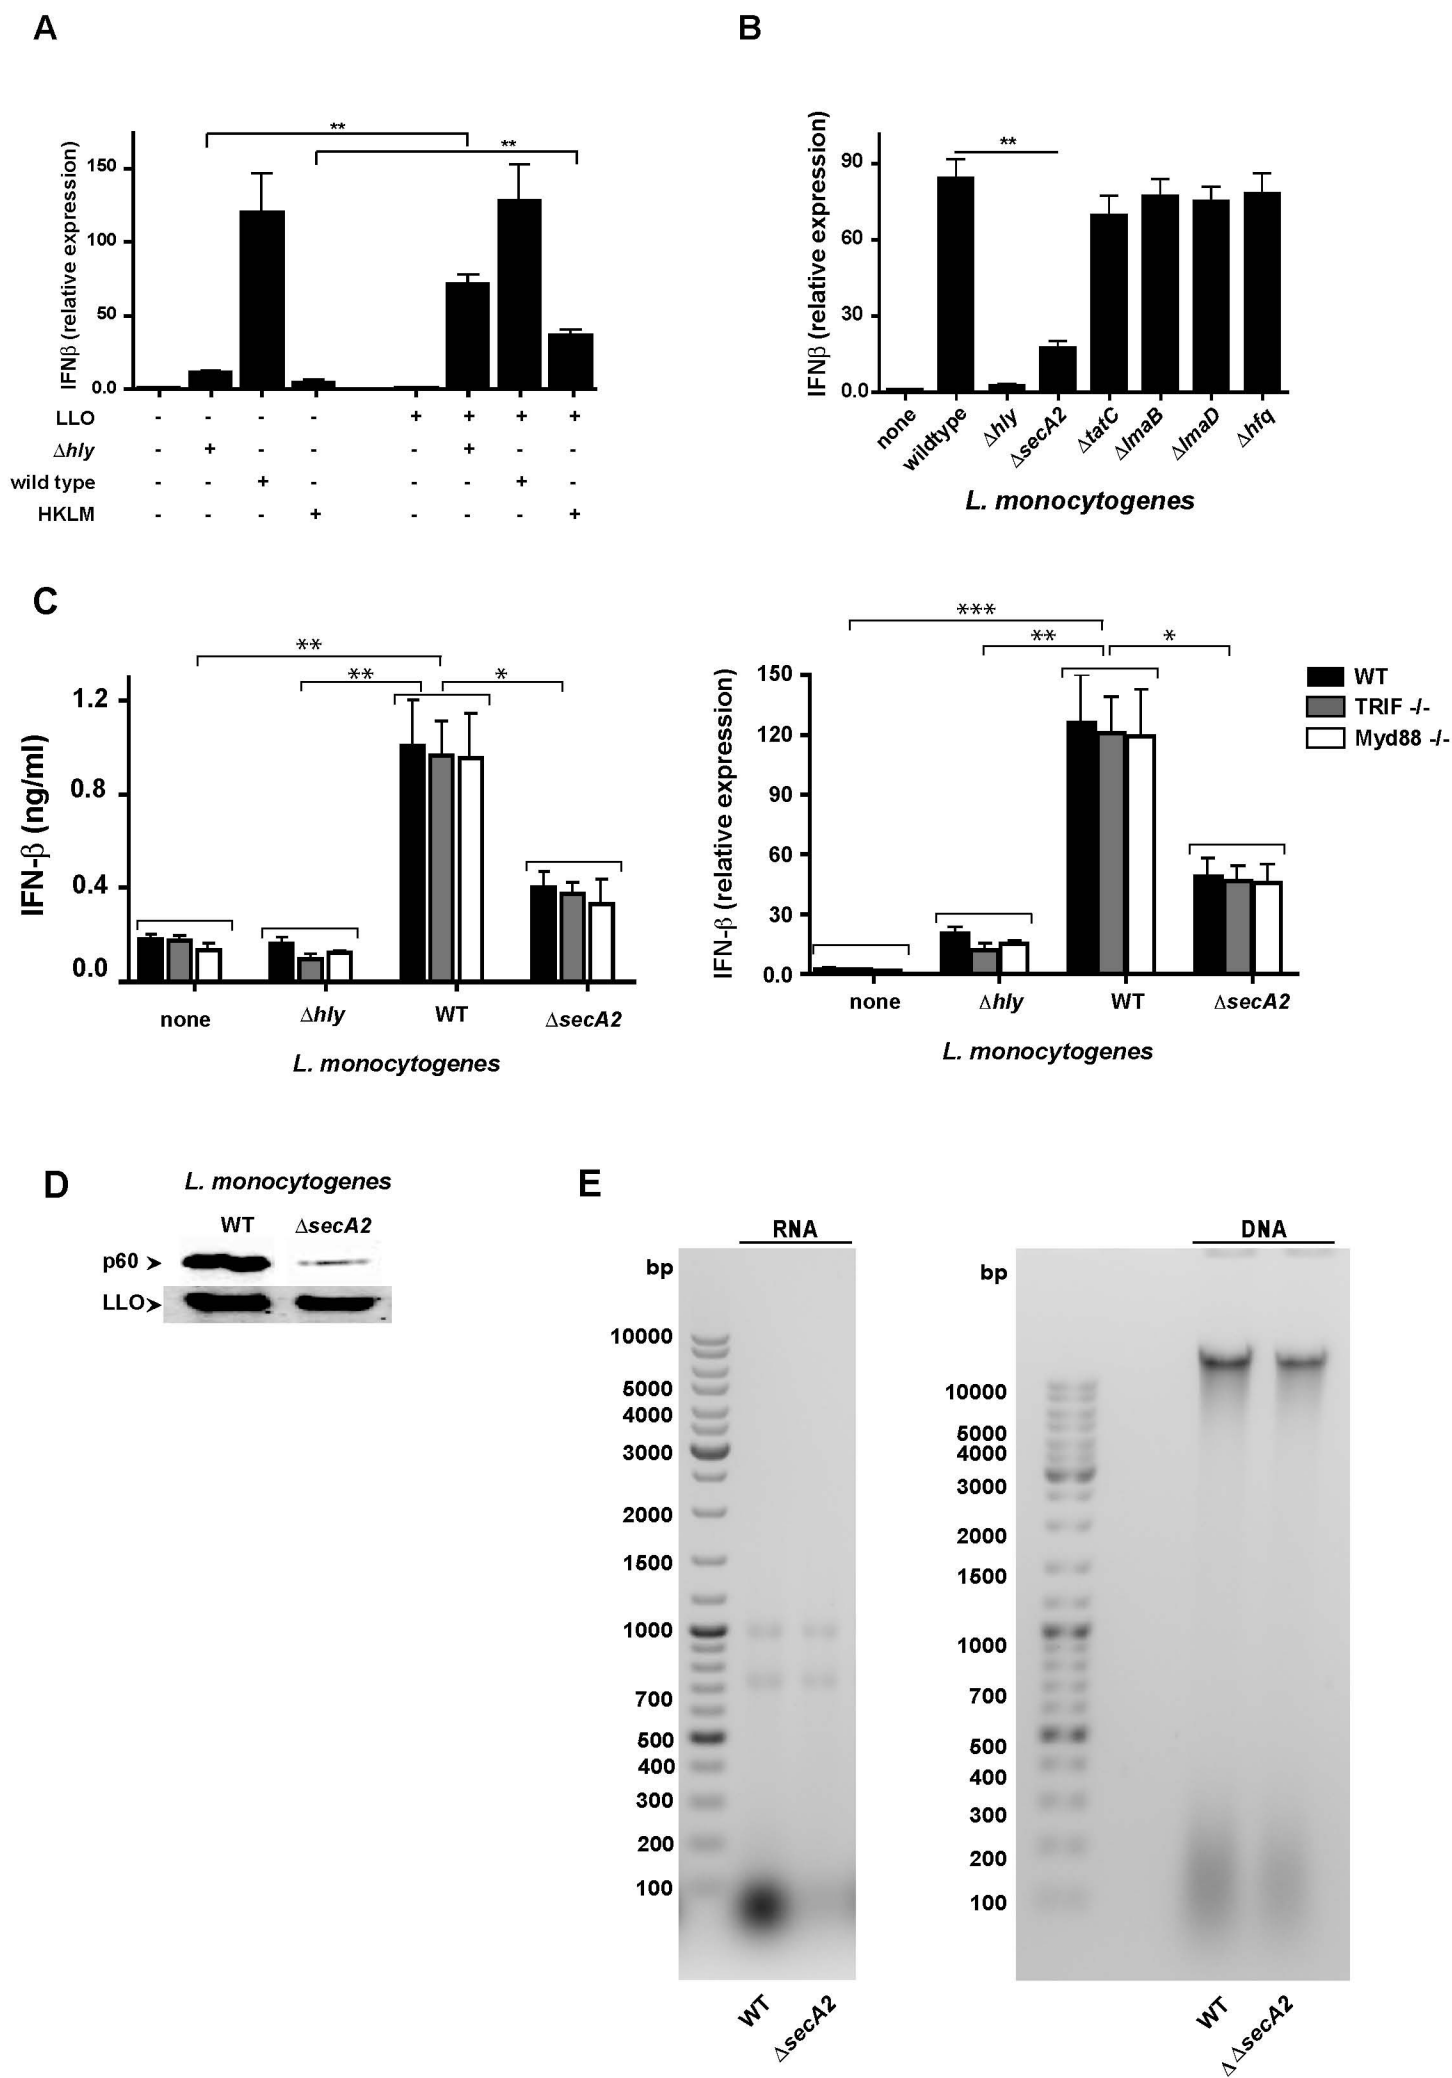 A
**
**
IFNβ (relative expression)
150
100
50
0.0
LLO - - - - + + + +
Δhly - + - - - + - -
wild type - - + - - - + -
HKLM - - - + - - - +
B
**
IFNβ (relative expression)
90
60
30
0.0
none
wildtype
Δhly
ΔsecA2
ΔtatC
ΔlmaB
ΔlmaD
Δhfq
L. monocytogenes
C
**
** *
IFN-β (ng/ml)
1.2
0.8
0.4
0.0
none Δhly WT ΔsecA2
L. monocytogenes
***
** *
IFN-β (relative expression)
150
120
90
60
30
0.0
none Δhly WT ΔsecA2
L. monocytogenes
WT
TRIF -/-
Myd88 -/-
D
L. monocytogenes
WT ΔsecA2
p60
LLO
E
RNA
bp
10000
5000
4000
3000
2000
1500
1000
700
500
400
300
200
100
WT
ΔsecA2
DNA
bp
10000
5000
4000
3000
2000
1500
1000
700
500
400
300
200
100
WT
Δ ΔsecA2